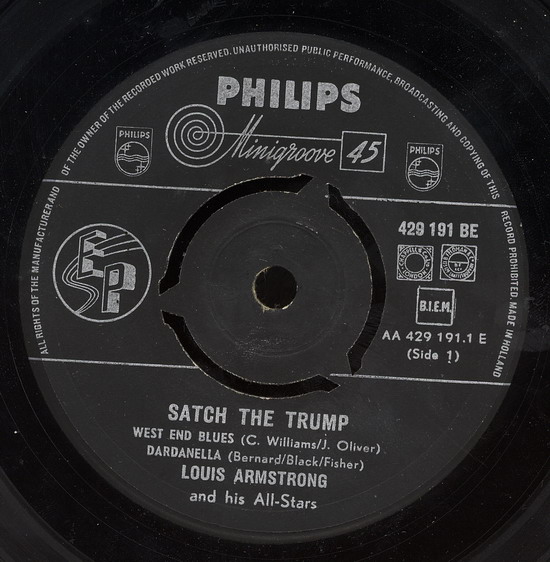 ALL RIGHTS OF THE MANUFACTURER AND OF THE OWNER OF THE RECORDED WORK RESERVED. UNAUTHORISED PUBLIC PERFORMANCE, BROADCASTING AND COPYING OF THIS RECORD PROHIBITED. MADE IN HOLLAND
PHILIPS
Minigroove 45
PHILIPS
PHILIPS
EP
429 191 BE
B.I.E.M.
AA 429 191.1 E
(Side 1)
SATCH THE TRUMP
WEST END BLUES (C. Williams/J. Oliver)
DARDANELLA (Bernard/Black/Fisher)
LOUIS ARMSTRONG
and his All-Stars